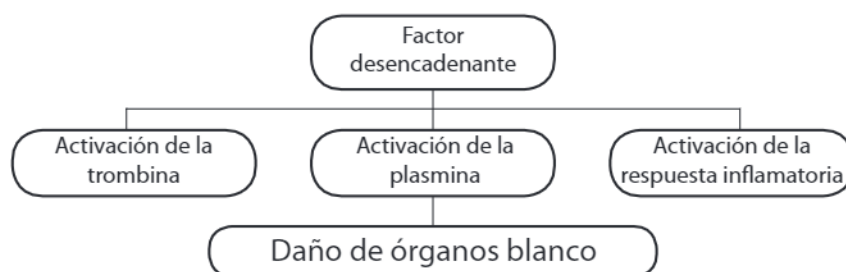 Factor
desencadenante
Activación de la
trombina
Activación de la
plasmina
Activación de la
respuesta inflamatoria
Daño de órganos blanco